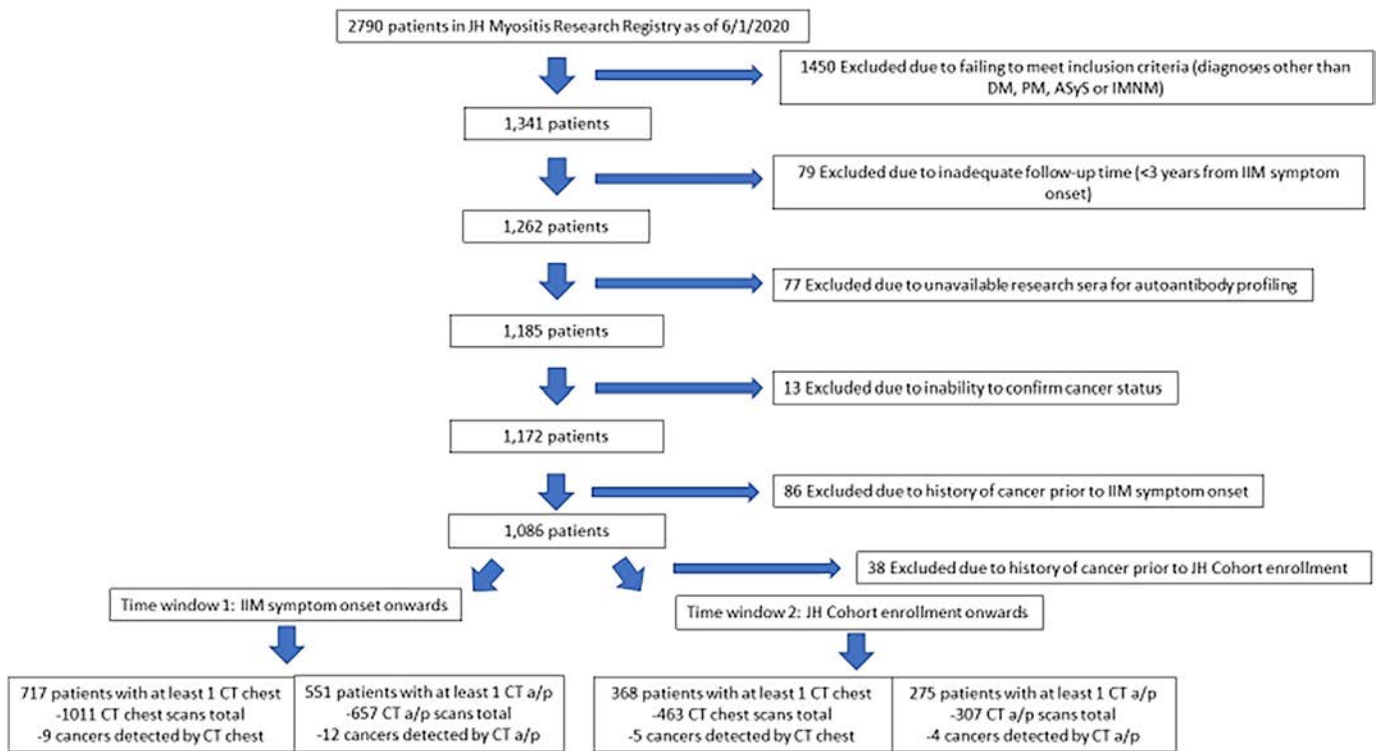 2790 patients in JH Myositis Research Registry as of 6/1/2020
1450 Excluded due to failing to meet inclusion criteria (diagnoses other than
DM, PM, ASyS or IMNM)
1,341 patients
79 Excluded due to inadequate follow-up time (<3 years from IIM symptom
onset)
1,262 patients
77 Excluded due to unavailable research sera for autoantibody profiling
1,185 patients
13 Excluded due to inability to confirm cancer status
1,172 patients
86 Excluded due to history of cancer prior to IIM symptom onset
1,086 patients
38 Excluded due to history of cancer prior to JH Cohort enrollment
Time window 1: IIM symptom onset onwards
Time window 2: JH Cohort enrollment onwards
717 patients with at least 1 CT chest
-1011 CT chest scans total
-9 cancers detected by CT chest
551 patients with at least 1 CT a/p
-657 CT a/p scans total
-12 cancers detected by CT a/p
368 patients with at least 1 CT chest
-463 CT chest scans total
-5 cancers detected by CT chest
275 patients with at least 1 CT a/p
-307 CT a/p scans total
-4 cancers detected by CT a/p